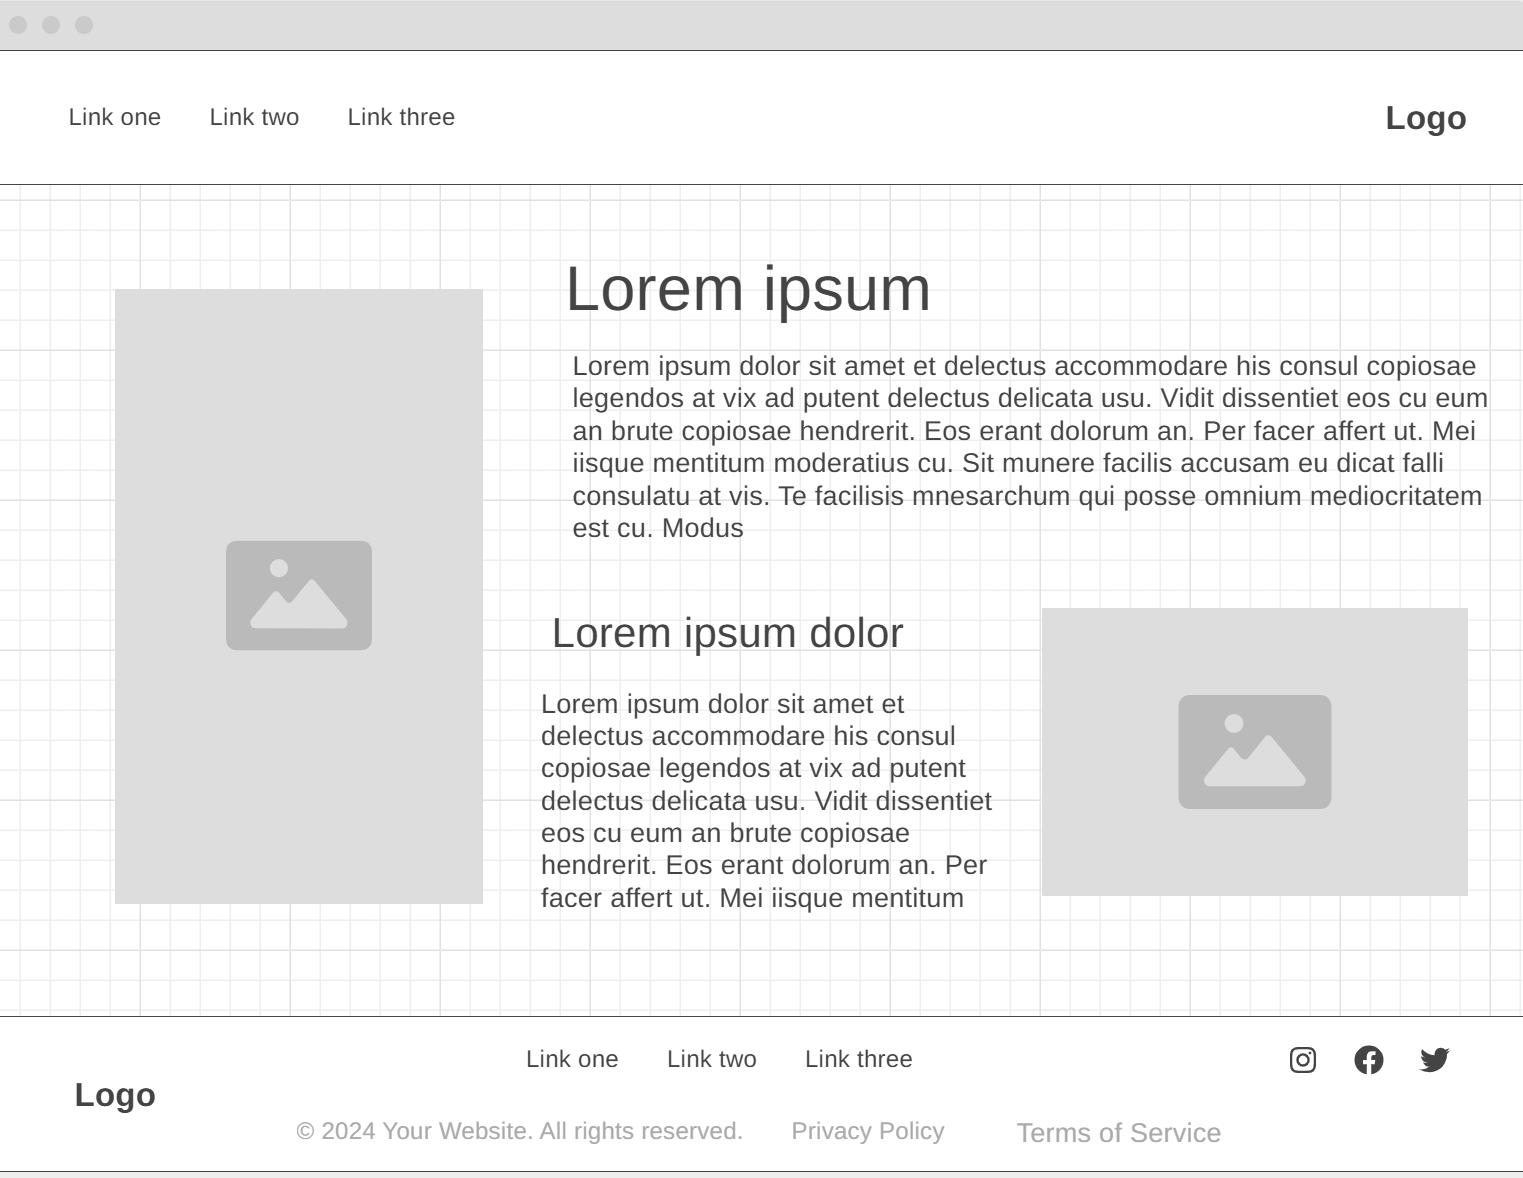 Link one Link two Link three Logo
Lorem ipsum
Lorem ipsum dolor sit amet et delectus accommodare his consul copiosae
legendos at vix ad putent delectus delicata usu. Vidit dissentiet eos cu eum
an brute copiosae hendrerit. Eos erant dolorum an. Per facer affert ut. Mei
iisque mentitum moderatius cu. Sit munere facilis accusam eu dicat falli
consulatu at vis. Te facilisis mnesarchum qui posse omnium mediocritatem
est cu. Modus
Lorem ipsum dolor
Lorem ipsum dolor sit amet et
delectus accommodare his consul
copiosae legendos at vix ad putent
delectus delicata usu. Vidit dissentiet
eos cu eum an brute copiosae
hendrerit. Eos erant dolorum an. Per
facer affert ut. Mei iisque mentitum
Link one Link two Link three
Logo
© 2024 Your Website. All rights reserved. Privacy Policy Terms of Service